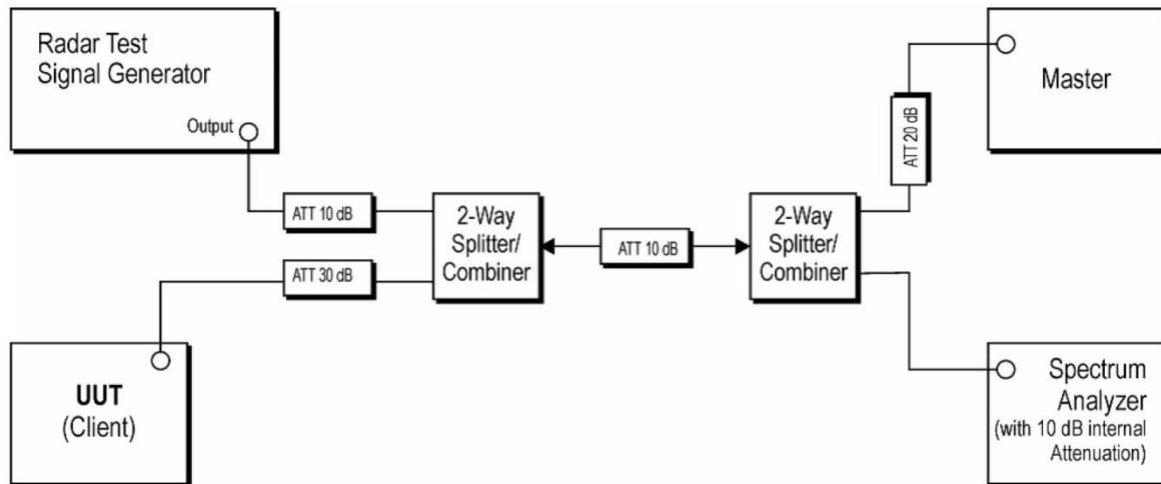 Radar Test
Signal Generator
Output
ATT 10 dB
ATT 30 dB
UUT
(Client)
2-Way
Splitter/
Combiner
ATT 10 dB
2-Way
Splitter/
Combiner
ATT 20 dB
Master
Spectrum
Analyzer
(with 10 dB internal
Attenuation)